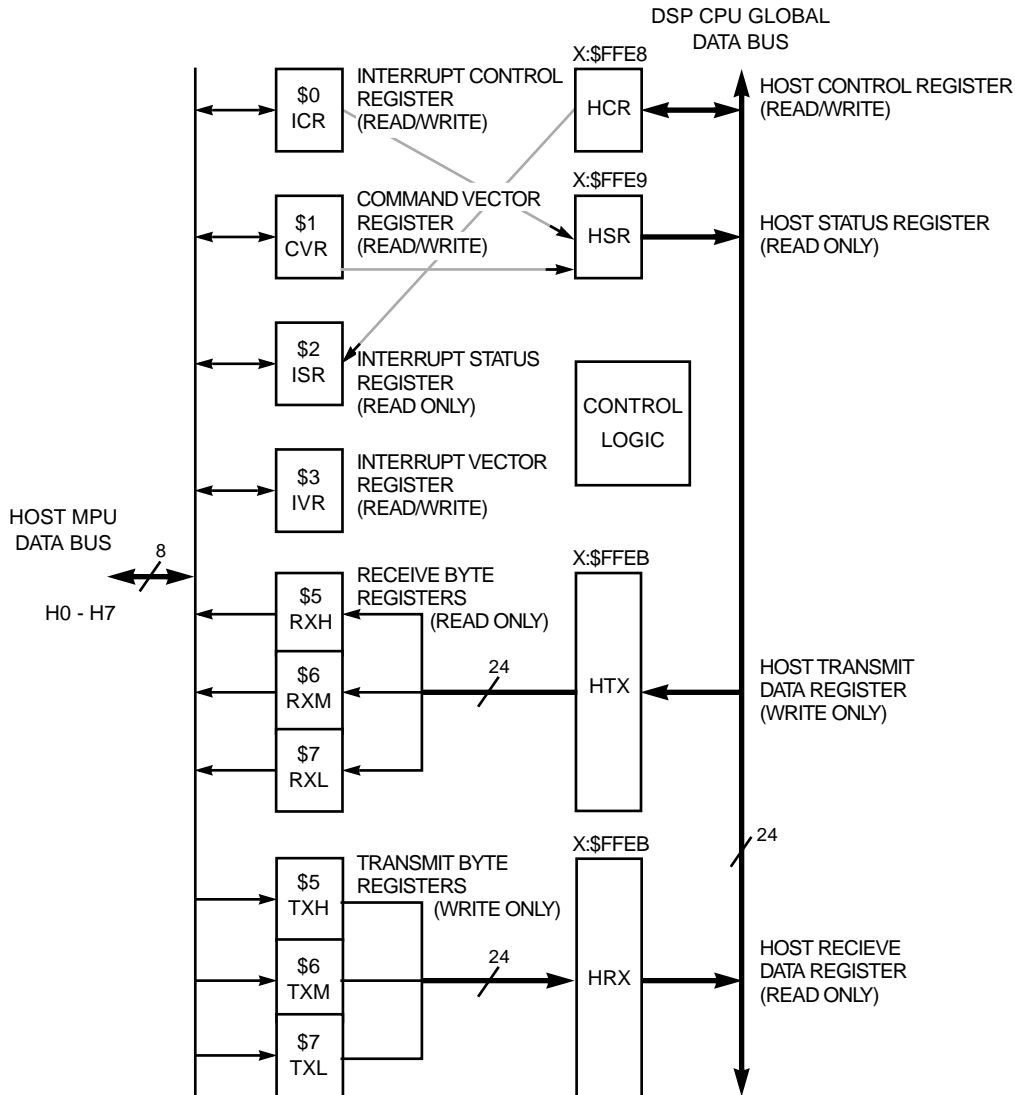 DSP CPU GLOBAL
DATA BUS
X:$FFE8
$0
ICR
INTERRUPT CONTROL
REGISTER
(READ/WRITE)
HCR
HOST CONTROL REGISTER
(READ/WRITE)
X:$FFE9
$1
CVR
COMMAND VECTOR
REGISTER
(READ/WRITE)
HSR
HOST STATUS REGISTER
(READ ONLY)
$2
ISR
INTERRUPT STATUS
REGISTER
(READ ONLY)
CONTROL
LOGIC
$3
IVR
INTERRUPT VECTOR
REGISTER
(READ/WRITE)
HOST MPU
DATA BUS
8
H0 - H7
X:$FFEB
$5
RXH
RECEIVE BYTE
REGISTERS
(READ ONLY)
$6
RXM
24
HTX
HOST TRANSMIT
DATA REGISTER
(WRITE ONLY)
$7
RXL
24
X:$FFEB
$5
TXH
TRANSMIT BYTE
REGISTERS
(WRITE ONLY)
$6
TXM
24
HRX
HOST RECIEVE
DATA REGISTER
(READ ONLY)
$7
TXL